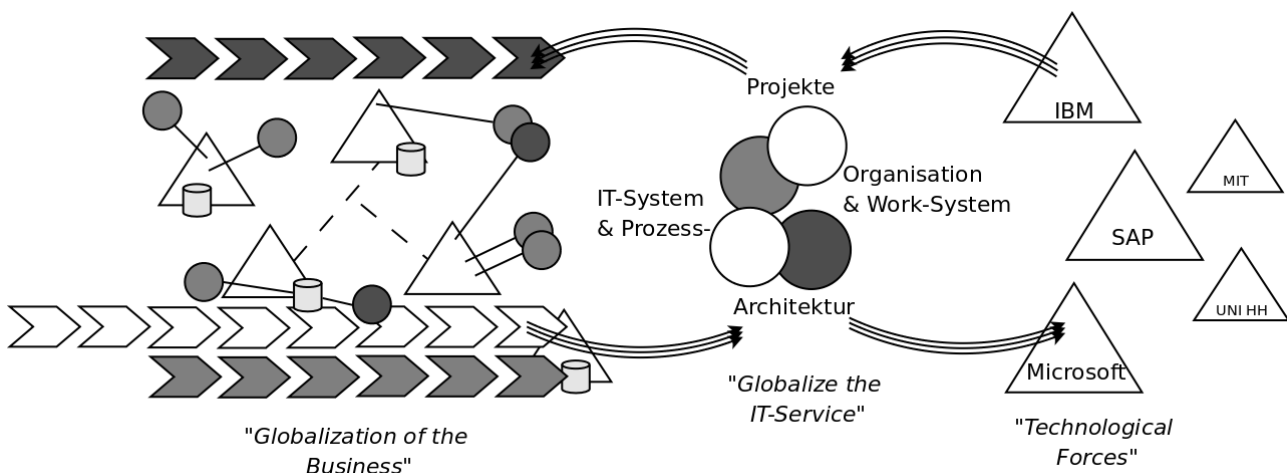 Projekte
IBM
MIT
Organisation
& Work-System
IT-System
& Prozess-
SAP
UNI HH
Architektur
Microsoft
"Globalize the
IT-Service"
"Globalization of the
Business"
"Technological
Forces"